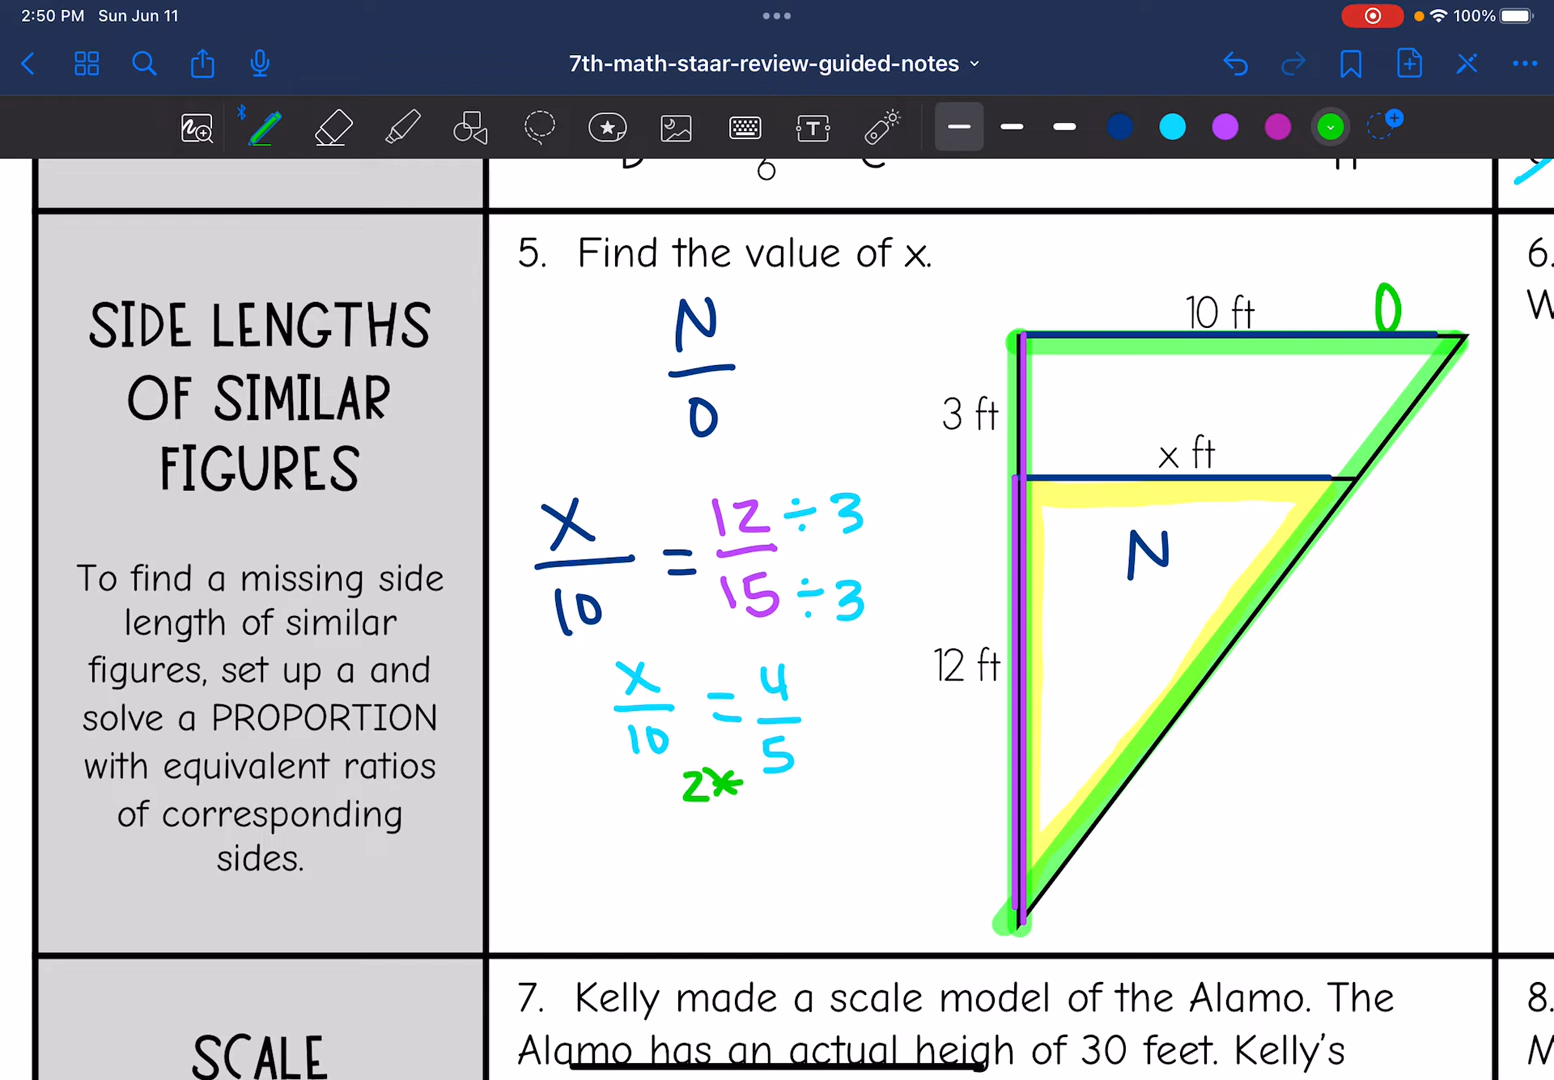 2:50 PM Sun Jun 11
100%
7th-math-staar-review-guided-notes
D 6 C H
SIDE LENGTHS
OF SIMILAR
FIGURES
To find a missing side
length of similar
figures, set up a and
solve a PROPORTION
with equivalent ratios
of corresponding
sides.
5. Find the value of x.
N
O
X
10
=
12 ÷ 3
15 ÷ 3
x
10
=
4
5
2×
10 ft
O
3 ft
x ft
N
12 ft
6.
W
SCALE
7. Kelly made a scale model of the Alamo. The
Alamo has an actual heigh of 30 feet. Kelly's
8.
M